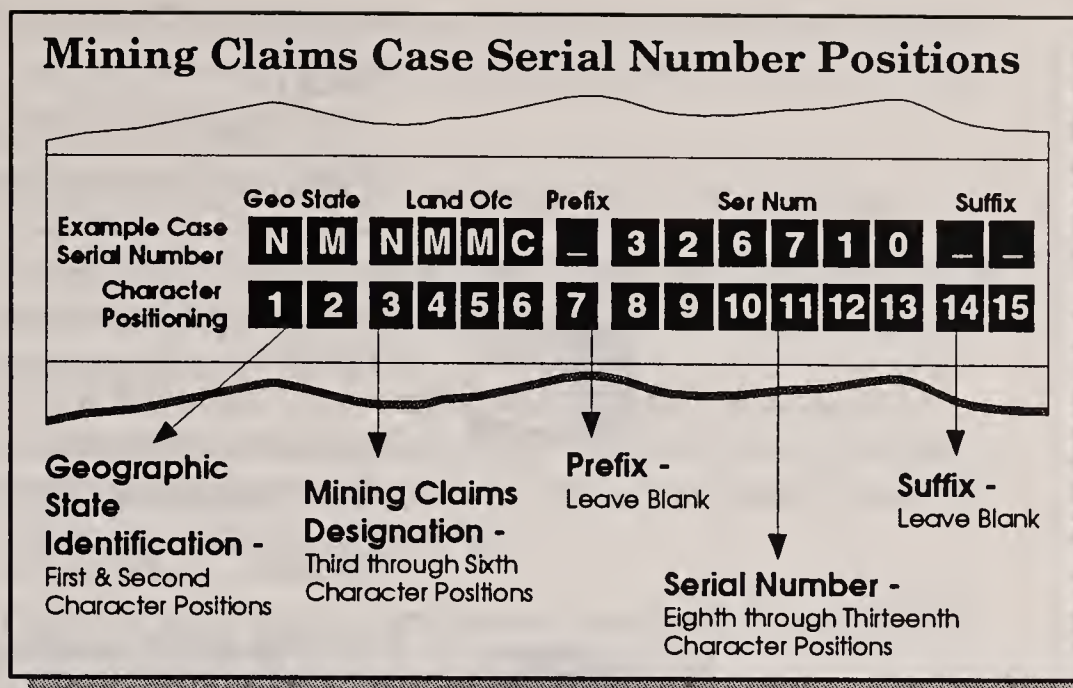 Mining Claims Case Serial Number Positions
Geo State Land Ofc Prefix Ser Num Suffix
Example Case
Serial Number
N M N M M C _ 3 2 6 7 1 0 _ _
Character
Positioning
1 2 3 4 5 6 7 8 9 10 11 12 13 14 15
Geographic
State
Identification -
First & Second
Character Positions
Mining Claims
Designation -
Third through Sixth
Character Positions
Prefix -
Leave Blank
Serial Number -
Eighth through Thirteenth
Character Positions
Suffix -
Leave Blank